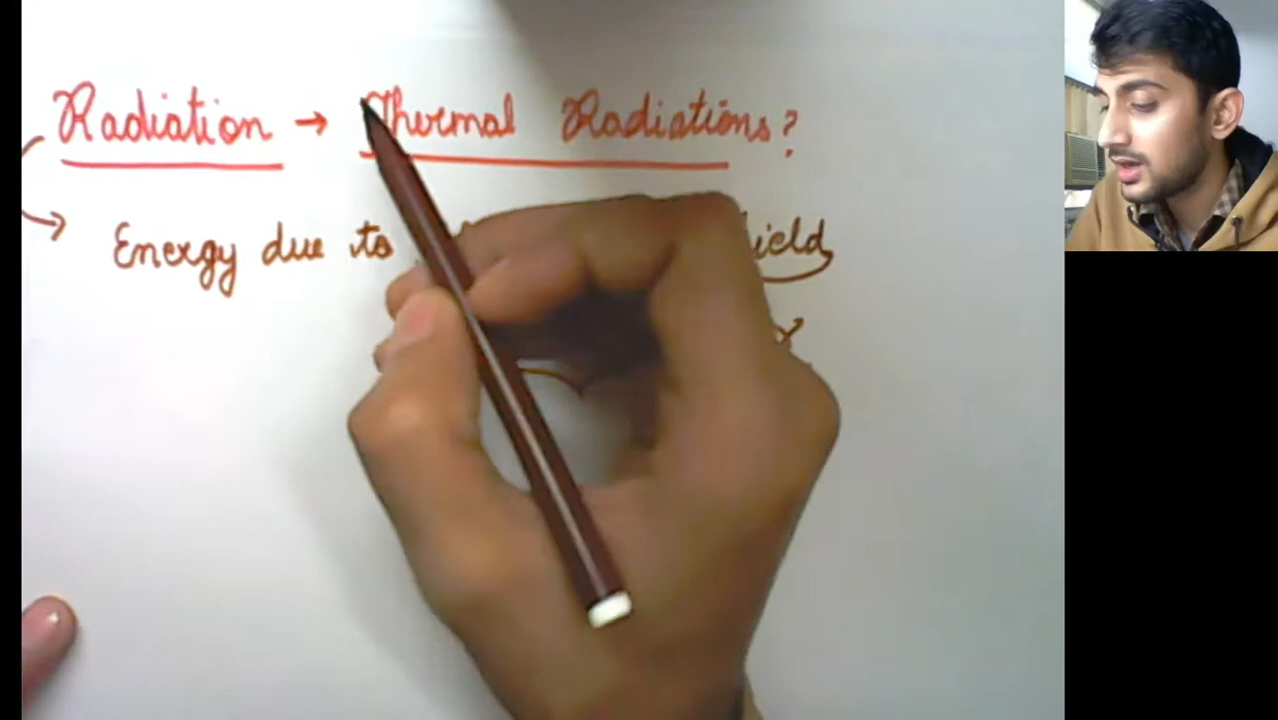 Radiation → Thermal Radiations?
→ Energy due to ield